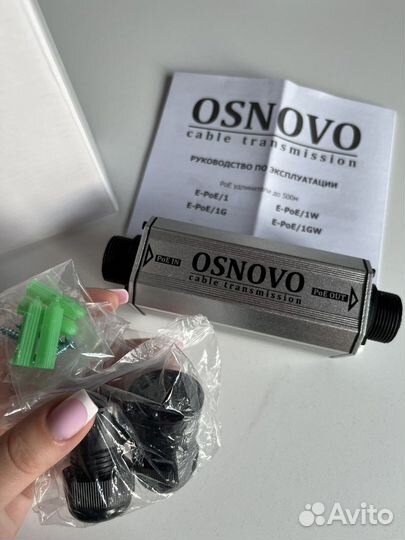 OSNOVO
cable transmission
РУКОВОДСТВО ПО ЭКСПЛУАТАЦИИ
PoE удлинители до 500м
E-PoE/1
E-PoE/1W
E-PoE/1G
E-PoE/1GW
PoE IN
OSNOVO
cable transmission
PoE OUT
Avito